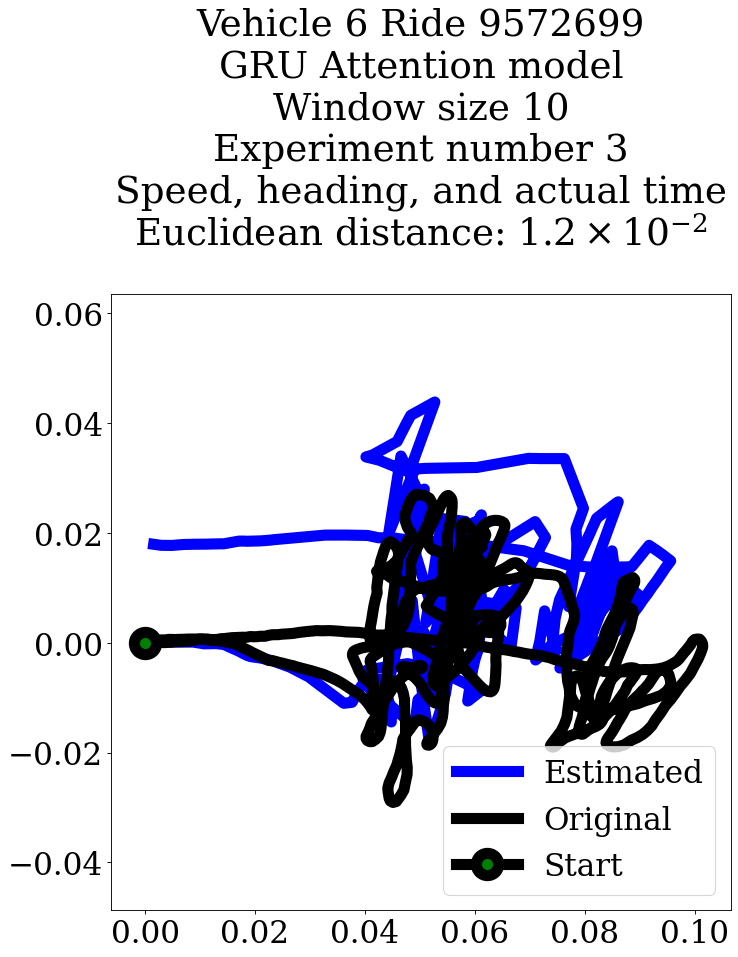 Vehicle 6 Ride 9572699
GRU Attention model
Window size 10
Experiment number 3
Speed, heading, and actual time
Euclidean distance: 1.2 × 10⁻²
0.06
0.04
0.02
0.00
−0.02
−0.04
Estimated
Original
Start
0.00 0.02 0.04 0.06 0.08 0.10